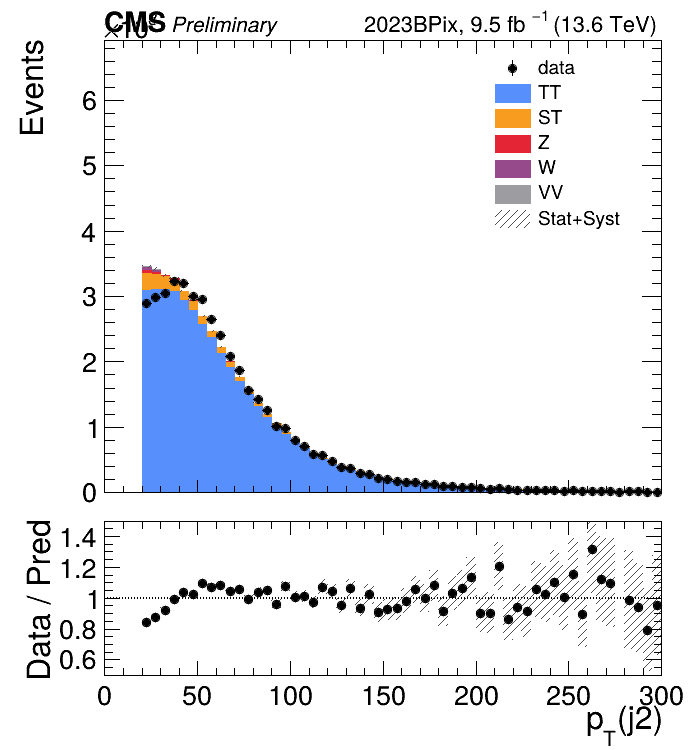 CMS Preliminary 2023BPix, 9.5 fb⁻¹ (13.6 TeV)
Events
6
5
4
3
2
1
0
data
TT
ST
Z
W
VV
Stat+Syst
Data / Pred
1.4
1.2
1
0.8
0.6
0 50 100 150 200 250 300
p_T(j2)